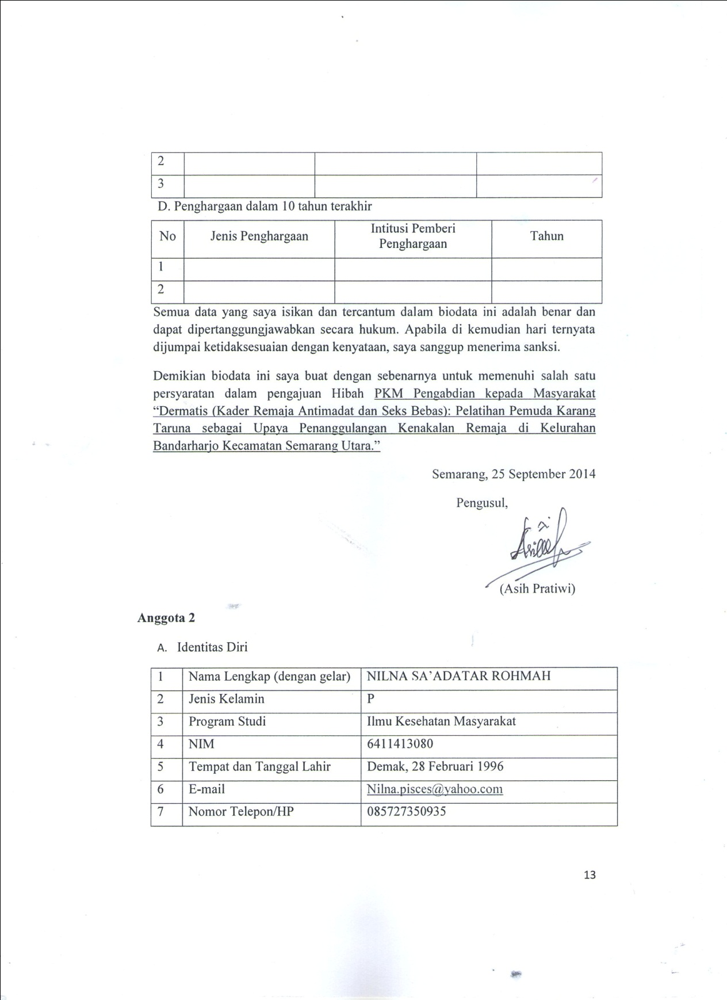 2
3
D. Penghargaan dalam 10 tahun terakhir
No Jenis Penghargaan Intitusi Pemberi Penghargaan Tahun
1
2
Semua data yang saya isikan dan tercantum dalam biodata ini adalah benar dan
dapat dipertanggungjawabkan secara hukum. Apabila di kemudian hari ternyata
dijumpai ketidaksesuaian dengan kenyataan, saya sanggup menerima sanksi.
Demikian biodata ini saya buat dengan sebenarnya untuk memenuhi salah satu
persyaratan dalam pengajuan Hibah PKM Pengabdian kepada Masyarakat
“Dermatis (Kader Remaja Antimadat dan Seks Bebas): Pelatihan Pemuda Karang
Taruna sebagai Upaya Penanggulangan Kenakalan Remaja di Kelurahan
Bandarharjo Kecamatan Semarang Utara.”
Semarang, 25 September 2014
Pengusul,
(Asih Pratiwi)
Anggota 2
A. Identitas Diri
1 Nama Lengkap (dengan gelar) NILNA SA’ADATAR ROHMAH
2 Jenis Kelamin P
3 Program Studi Ilmu Kesehatan Masyarakat
4 NIM 6411413080
5 Tempat dan Tanggal Lahir Demak, 28 Februari 1996
6 E-mail Nilna.pisces@yahoo.com
7 Nomor Telepon/HP 085727350935
13